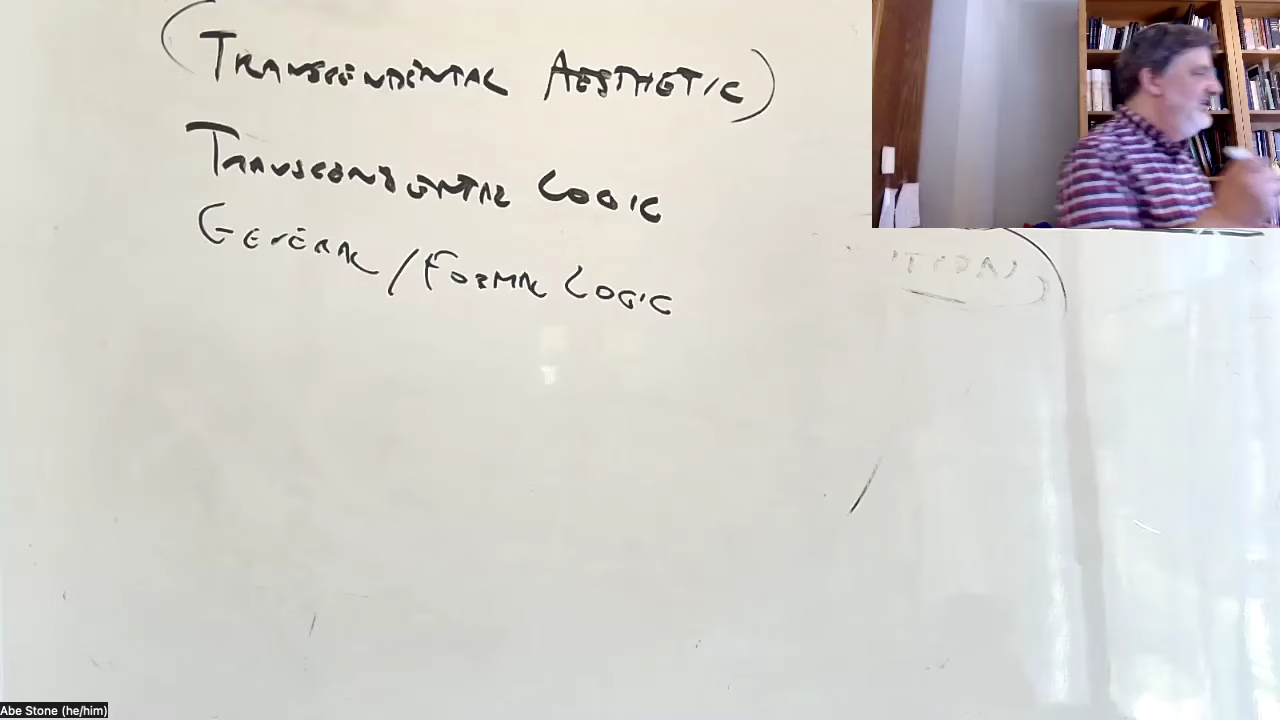 (TRANSCENDENTAL AESTHETIC)
TRANSCENDENTAL LOGIC
GENERAL/FORMAL LOGIC
Abe Stone (he/him)